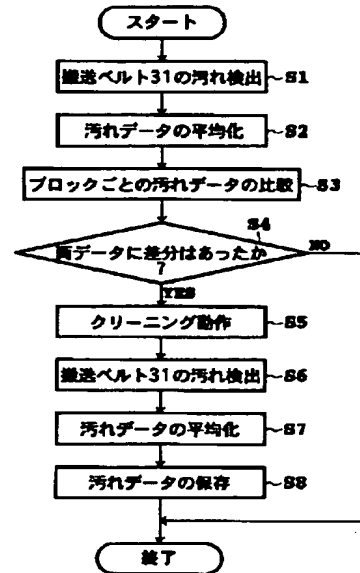 スタート
搬送ベルト31の汚れ検出 S1
汚れデータの平均化 S2
ブロックごとの汚れデータの比較 S3
S4
両データに差分はあったか
?
NO
YES
クリーニング動作 S5
搬送ベルト31の汚れ検出 S6
汚れデータの平均化 S7
汚れデータの保存 S8
終了